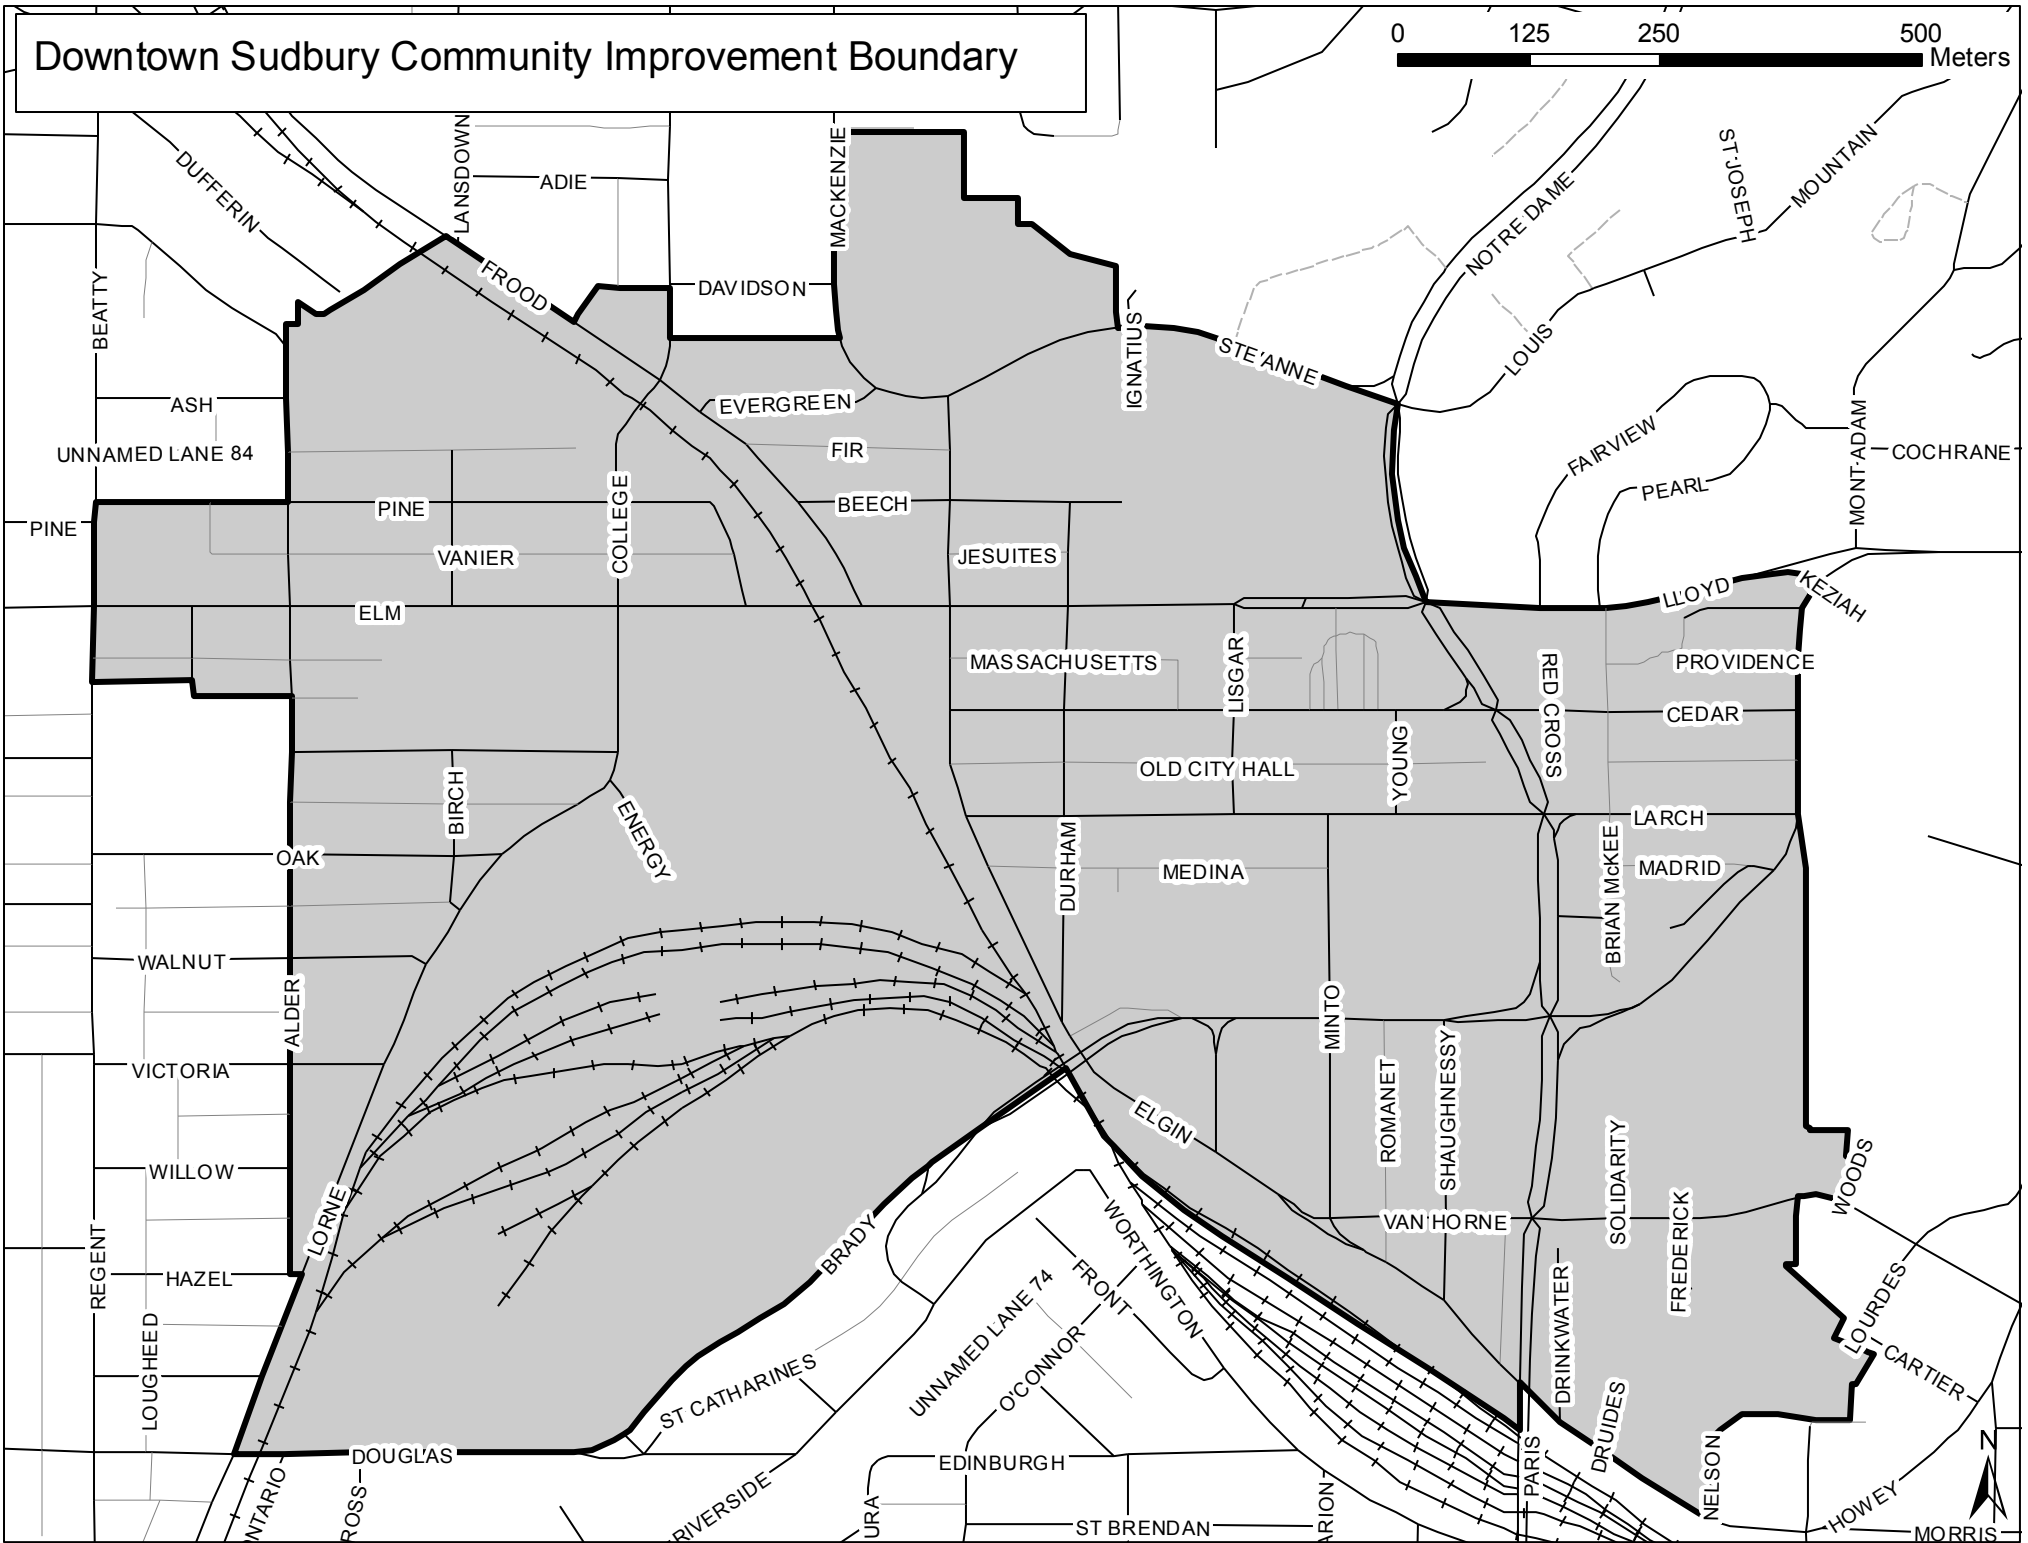 Downtown Sudbury Community Improvement Boundary
0 125 250 500
Meters
LANSDOWN
MACKENZIE
ST JOSEPH
MOUNTAIN
DUFFERIN
ADIE
NOTRE DAME
FROOD
DAVIDSON
BEATTY
IGNATIUS
STE ANNE
LOUIS
ASH
EVERGREEN
MONT-ADAM
UNNAMED LANE 84
FIR
FAIRVIEW
COCHRANE
PEARL
PINE
PINE
COLLEGE
BEECH
VANIER
JESUITES
ELM
LLOYD
KEZIAH
MASSACHUSETTS
LISGAR
RED CROSS
PROVIDENCE
CEDAR
OLD CITY HALL
YOUNG
BIRCH
ENERGY
LARCH
OAK
DURHAM
MEDINA
BRIAN McKEE
MADRID
WALNUT
ALDER
MINTO
VICTORIA
ROMANET
SHAUGHNESSY
ELGIN
SOLIDARITY
WILLOW
WOODS
LORNE
BRADY
WORTHINGTON
VAN HORNE
FREDERICK
REGENT
HAZEL
UNNAMED LANE 74
FRONT
DRINKWATER
LOURDES
LOUGHEED
O'CONNOR
CARTIER
ST CATHARINES
DRUIDES
DOUGLAS
EDINBURGH
PARIS
NELSON
N
NTARIO
ROSS
RIVERSIDE
URA
ST BRENDAN
ARION
HOWEY
MORRIS